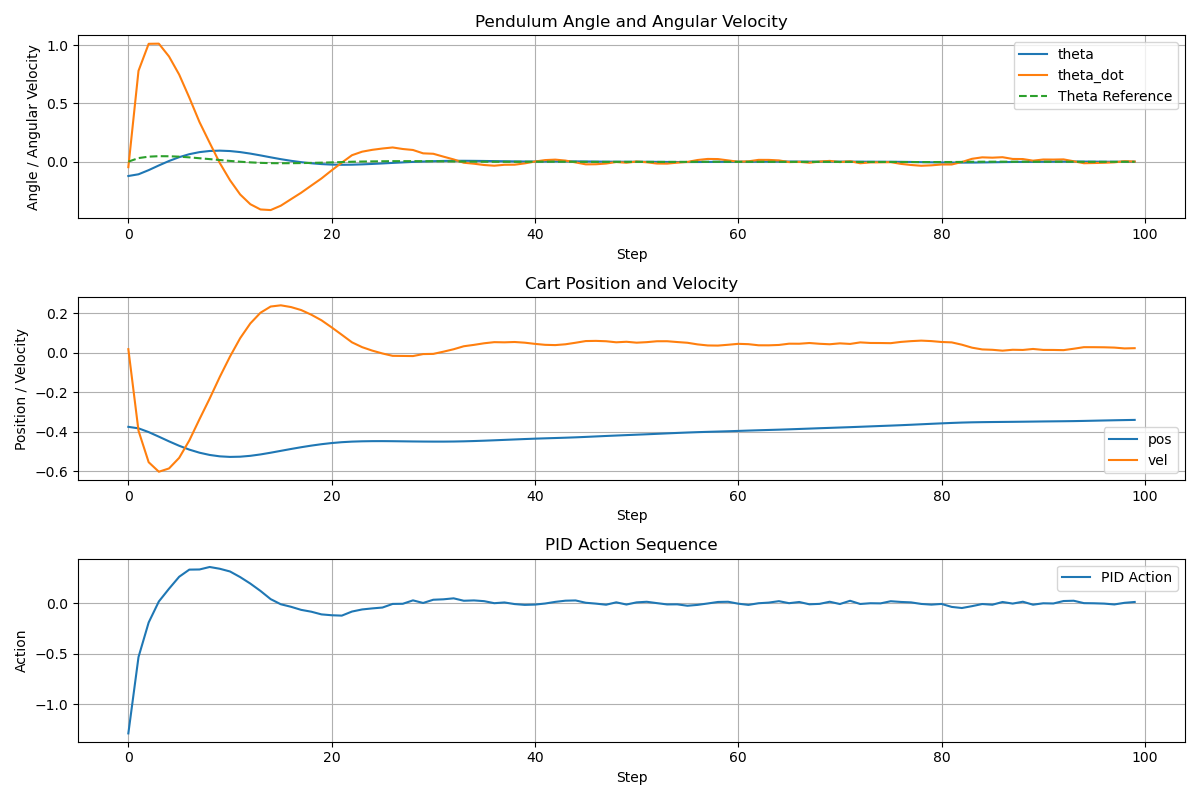 Pendulum Angle and Angular Velocity
Angle / Angular Velocity
1.0
0.5
0.0
theta
theta_dot
Theta Reference
0 20 40 60 80 100
Step
Cart Position and Velocity
Position / Velocity
0.2
0.0
−0.2
−0.4
−0.6
pos
vel
0 20 40 60 80 100
Step
PID Action Sequence
Action
0.0
−0.5
−1.0
PID Action
0 20 40 60 80 100
Step